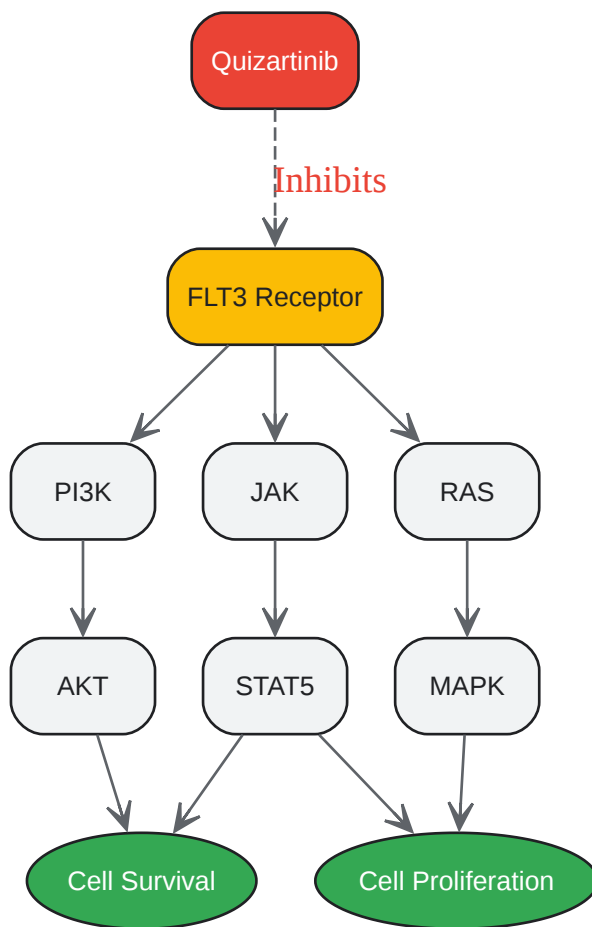 Quizartinib
Inhibits
FLT3 Receptor
PI3K
JAK
RAS
AKT
STAT5
MAPK
Cell Survival
Cell Proliferation